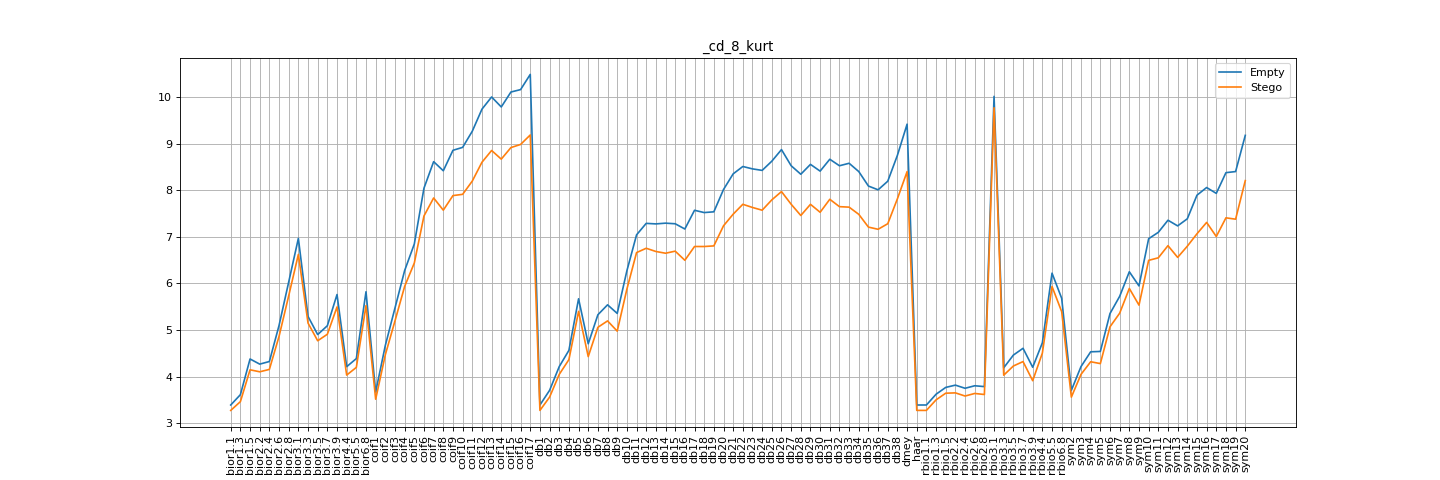 _cd_8_kurt
Empty
Stego
10
9
8
7
6
5
4
3
bior1.1
bior1.3
bior1.5
bior2.2
bior2.4
bior2.6
bior2.8
bior3.1
bior3.3
bior3.5
bior3.7
bior3.9
bior4.4
bior5.5
bior6.8
coif1
coif2
coif3
coif4
coif5
coif6
coif7
coif8
coif9
coif10
coif11
coif12
coif13
coif14
coif15
coif16
coif17
db1
db2
db3
db4
db5
db6
db7
db8
db9
db10
db11
db12
db13
db14
db15
db16
db17
db18
db19
db20
db21
db22
db23
db24
db25
db26
db27
db28
db29
db30
db31
db32
db33
db34
db35
db36
db37
db38
dmey
haar
rbio1.1
rbio1.3
rbio1.5
rbio2.2
rbio2.4
rbio2.6
rbio2.8
rbio3.1
rbio3.3
rbio3.5
rbio3.7
rbio3.9
rbio4.4
rbio5.5
rbio6.8
sym2
sym3
sym4
sym5
sym6
sym7
sym8
sym9
sym10
sym11
sym12
sym13
sym14
sym15
sym16
sym17
sym18
sym19
sym20